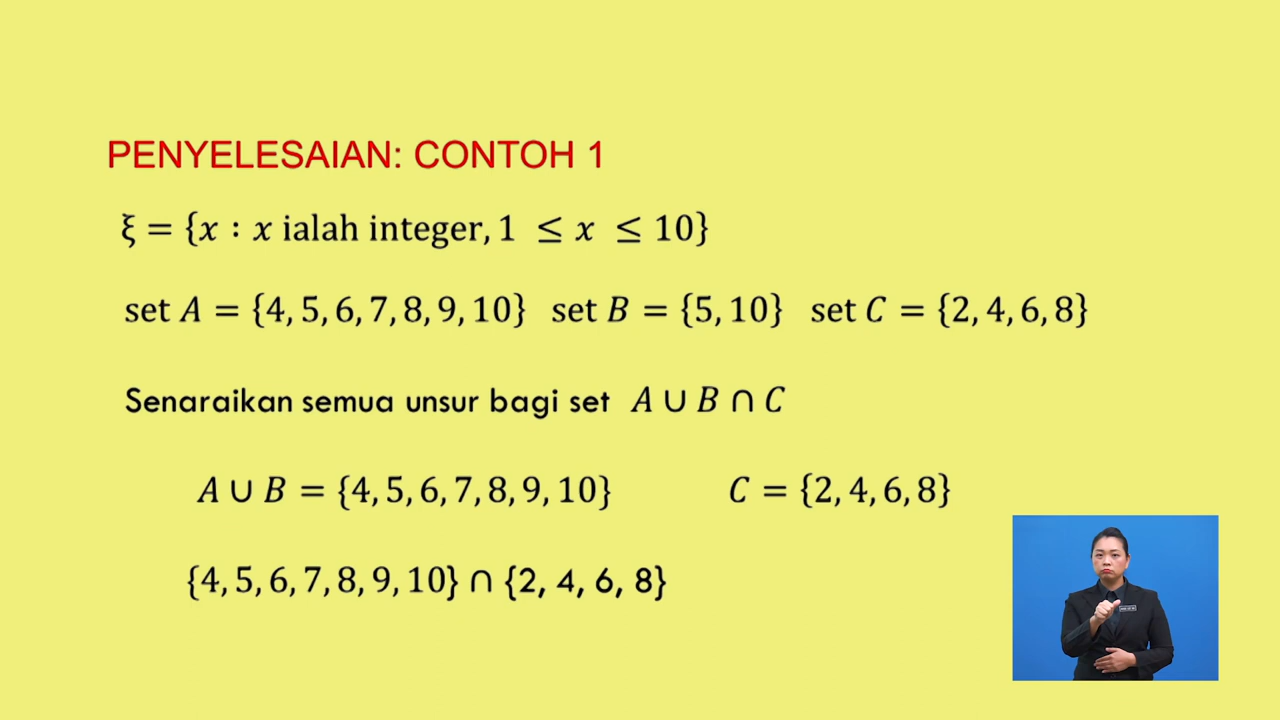 PENYELESAIAN: CONTOH 1
ξ = {x : x ialah integer, 1 ≤ x ≤ 10}
set A = {4, 5, 6, 7, 8, 9, 10} set B = {5, 10} set C = {2, 4, 6, 8}
Senaraikan semua unsur bagi set A ∪ B ∩ C
A ∪ B = {4, 5, 6, 7, 8, 9, 10} C = {2, 4, 6, 8}
{4, 5, 6, 7, 8, 9, 10} ∩ {2, 4, 6, 8}